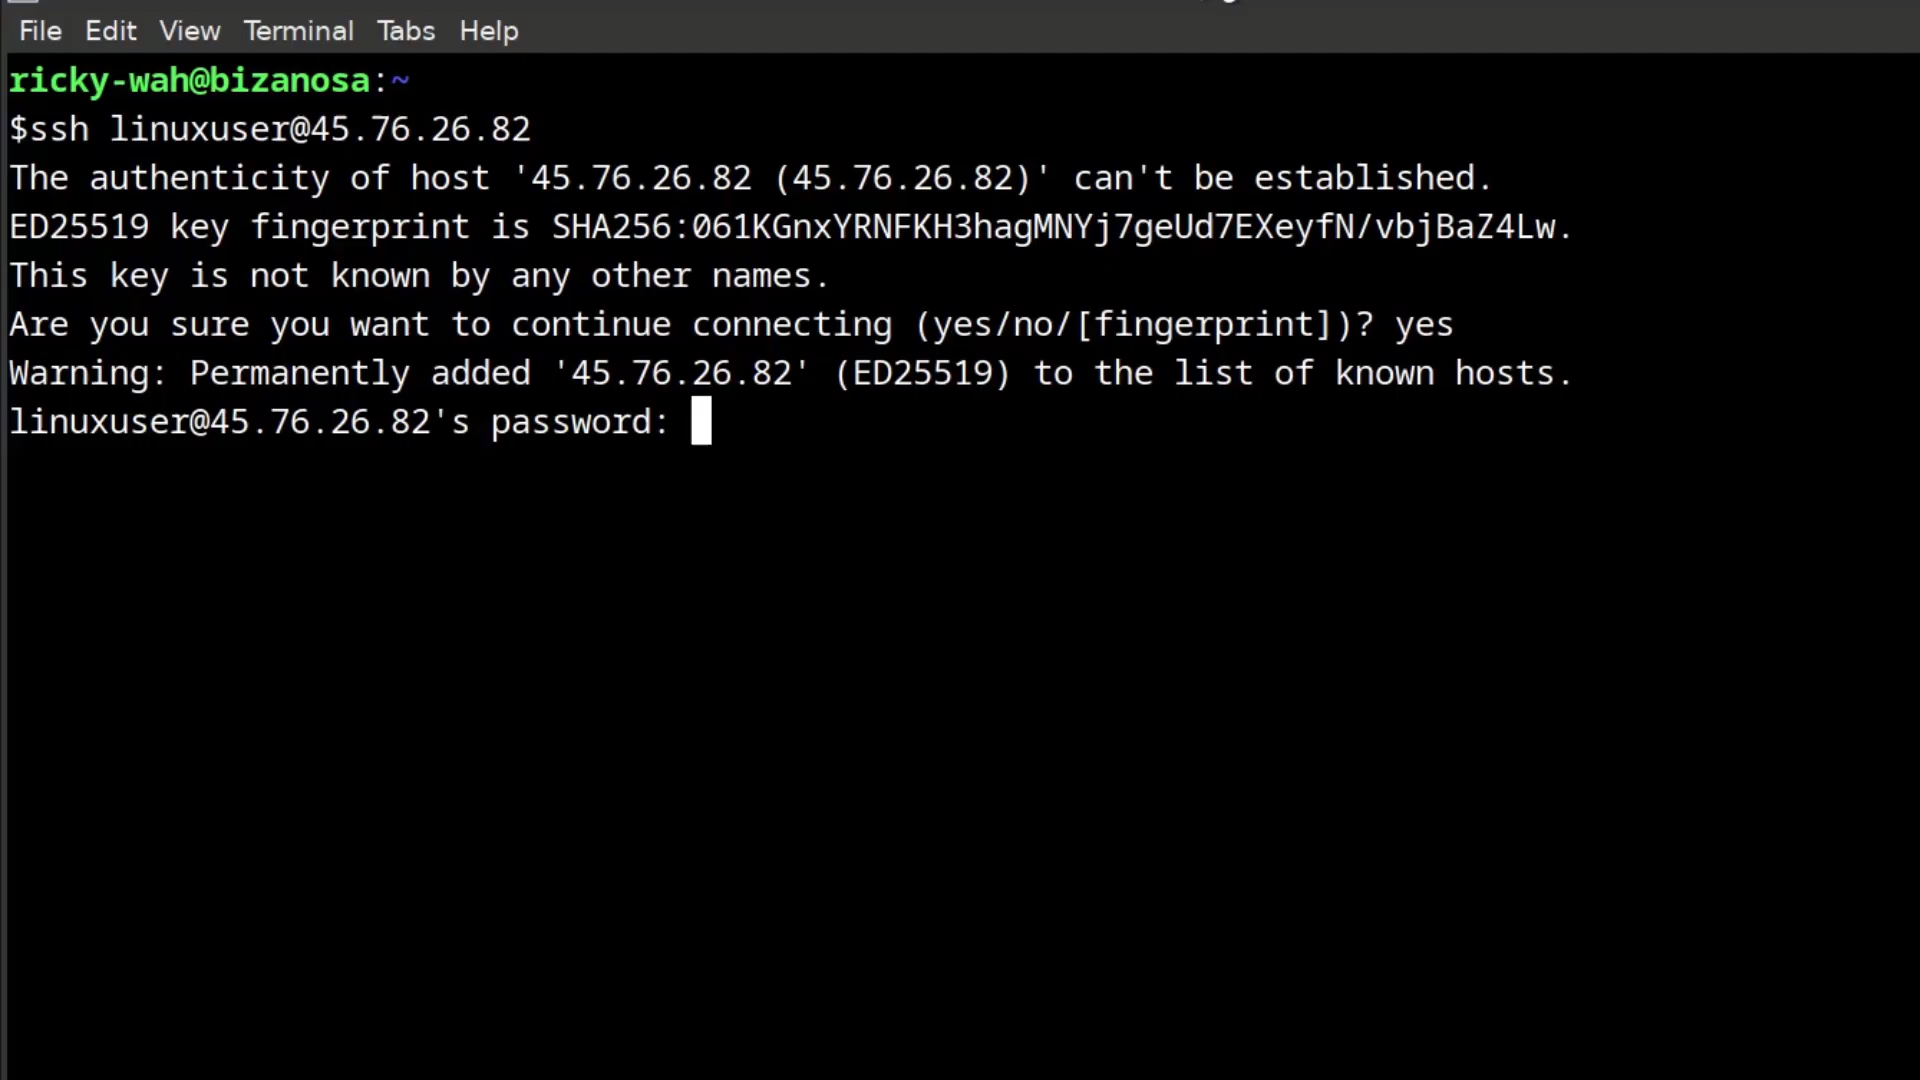 File Edit View Terminal Tabs Help
ricky-wah@bizanosa:~
$ssh linuxuser@45.76.26.82
The authenticity of host '45.76.26.82 (45.76.26.82)' can't be established.
ED25519 key fingerprint is SHA256:061KGnxYRNFKH3hagMNYj7geUd7EXeyfN/vbjBaZ4Lw.
This key is not known by any other names.
Are you sure you want to continue connecting (yes/no/[fingerprint])? yes
Warning: Permanently added '45.76.26.82' (ED25519) to the list of known hosts.
linuxuser@45.76.26.82's password: